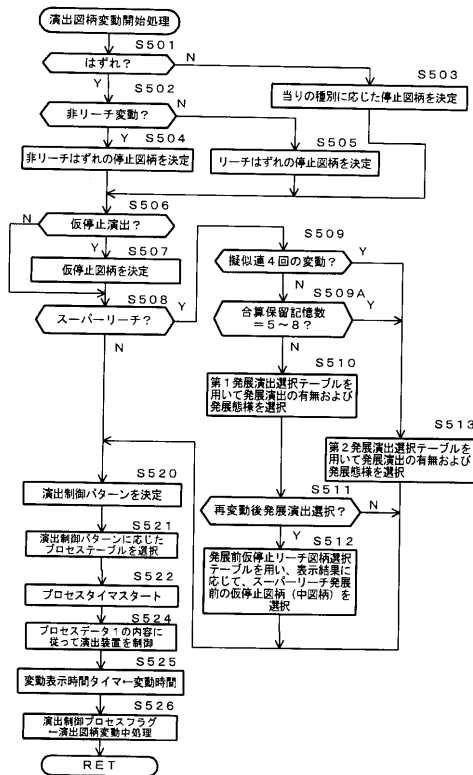 演出図柄変動開始処理
S501
はずれ?
N
Y
S502
S503
当りの種別に応じた停止図柄を決定
非リーチ変動?
N
Y
S504
S505
非リーチはずれの停止図柄を決定
リーチはずれの停止図柄を決定
S506
N
仮停止演出?
Y
S507
仮停止図柄を決定
S508
スーパーリーチ?
Y
N
S509
擬似連4回の変動?
Y
N
S509A
合算保留記憶数
=5~8?
Y
N
S510
第1発展演出選択テーブルを
用いて発展演出の有無および
発展態様を選択
S513
第2発展演出選択テーブルを
用いて発展演出の有無および
発展態様を選択
S511
再変動後発展演出選択?
N
Y
S512
発展前仮停止リーチ図柄選択
テーブルを用い、表示結果に
応じて、スーパーリーチ発展
前の仮停止図柄(中図柄)を
選択
S520
演出制御パターンを決定
S521
演出制御パターンに応じた
プロセステーブルを選択
S522
プロセスタイマスタート
S524
プロセスデータ1の内容に
従って演出装置を制御
S525
変動表示時間タイマ←変動時間
S526
演出制御プロセスフラグ
←演出図柄変動中処理
RET